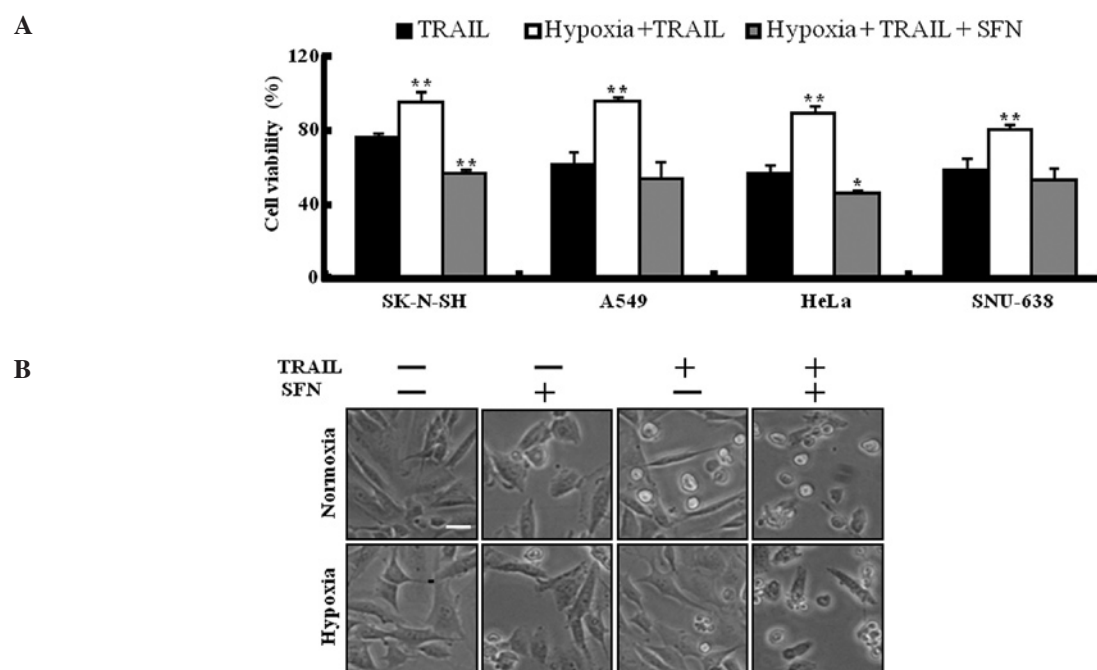 A
TRAIL Hypoxia+TRAIL Hypoxia+TRAIL+SFN
Cell viability (%)
120
80
40
0
** ** ** * ** **
SK-N-SH A549 HeLa SNU-638
B
TRAIL — — + +
SFN — + — +
Normoxia
Hypoxia